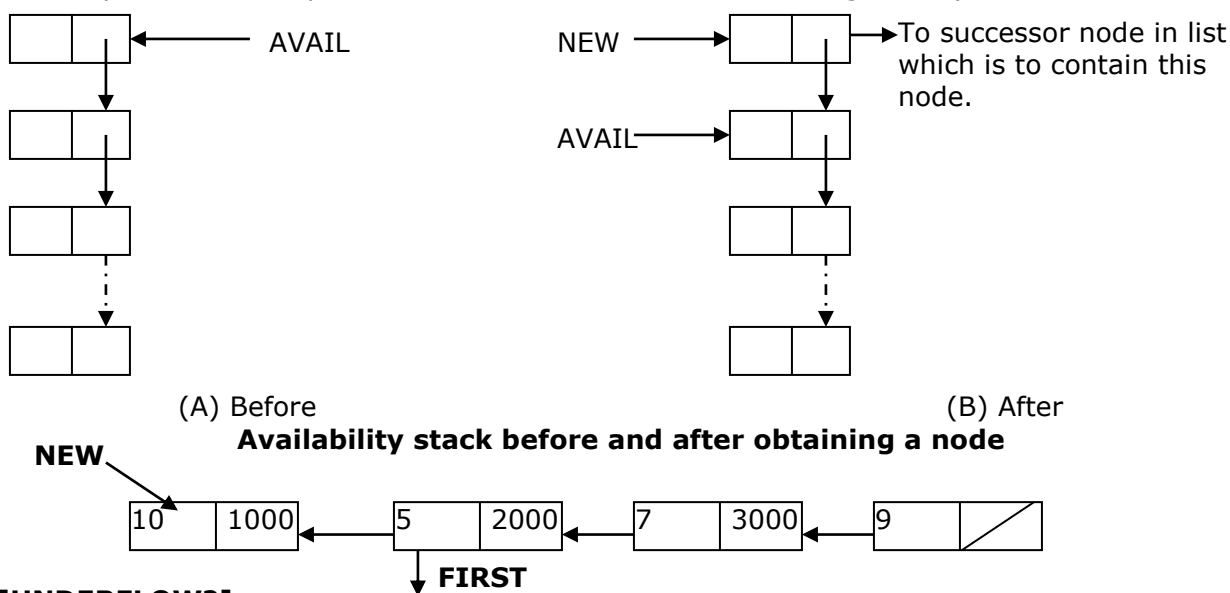 AVAIL
NEW
To successor node in list
which is to contain this
node.
AVAIL
(A) Before
(B) After
Availability stack before and after obtaining a node
NEW
10 1000 5 2000 7 3000 9
FIRST